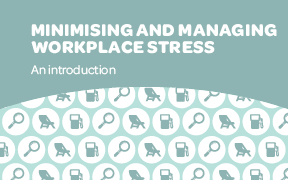 MINIMISING AND MANAGING
WORKPLACE STRESS
An introduction